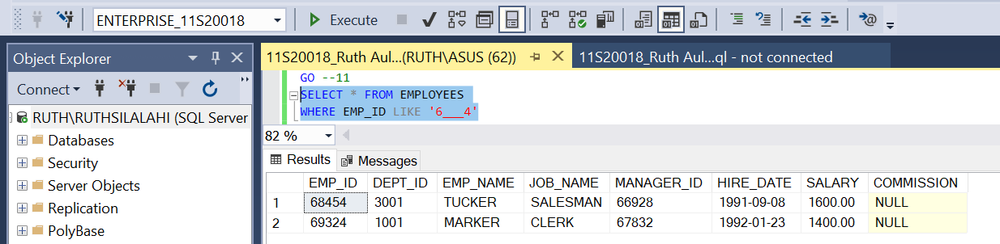 ENTERPRISE_11S20018 Execute
Object Explorer
Connect
RUTH\RUTHSILALAHI (SQL Server
Databases
Security
Server Objects
Replication
PolyBase
11S20018_Ruth Aul...(RUTH\ASUS (62)) 11S20018_Ruth Aul...ql - not connected
GO --11
SELECT * FROM EMPLOYEES
WHERE EMP_ID LIKE '6___4'
82 %
Results Messages
EMP_ID DEPT_ID EMP_NAME JOB_NAME MANAGER_ID HIRE_DATE SALARY COMMISSION
1 68454 3001 TUCKER SALESMAN 66928 1991-09-08 1600.00 NULL
2 69324 1001 MARKER CLERK 67832 1992-01-23 1400.00 NULL